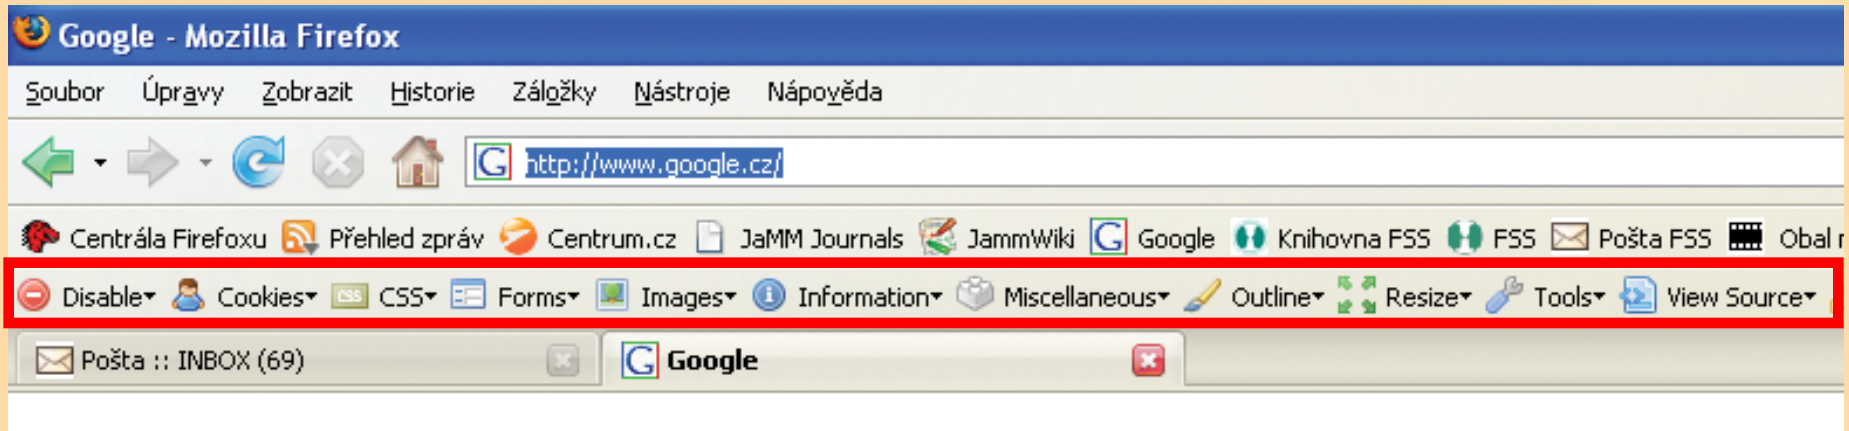 Google - Mozilla Firefox
Soubor Úpravy Zobrazit Historie Záložky Nástroje Nápověda
G http://www.google.cz/
Centrála Firefoxu Přehled zpráv Centrum.cz JaMM Journals JammWiki G Google Knihovna FSS FSS Pošta FSS Obal
Disable Cookies CSS CSS Forms Images Information Miscellaneous Outline Resize Tools View Source
Pošta :: INBOX (69) G Google